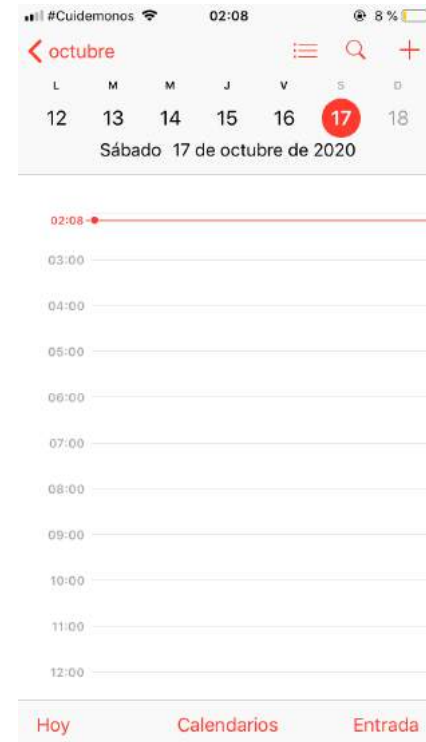 #Cuidemonos 02:08 8 %
octubre
L M M J V S D
12 13 14 15 16 17 18
Sábado 17 de octubre de 2020
02:08
03:00
04:00
05:00
06:00
07:00
08:00
09:00
10:00
11:00
12:00
Hoy Calendarios Entrada